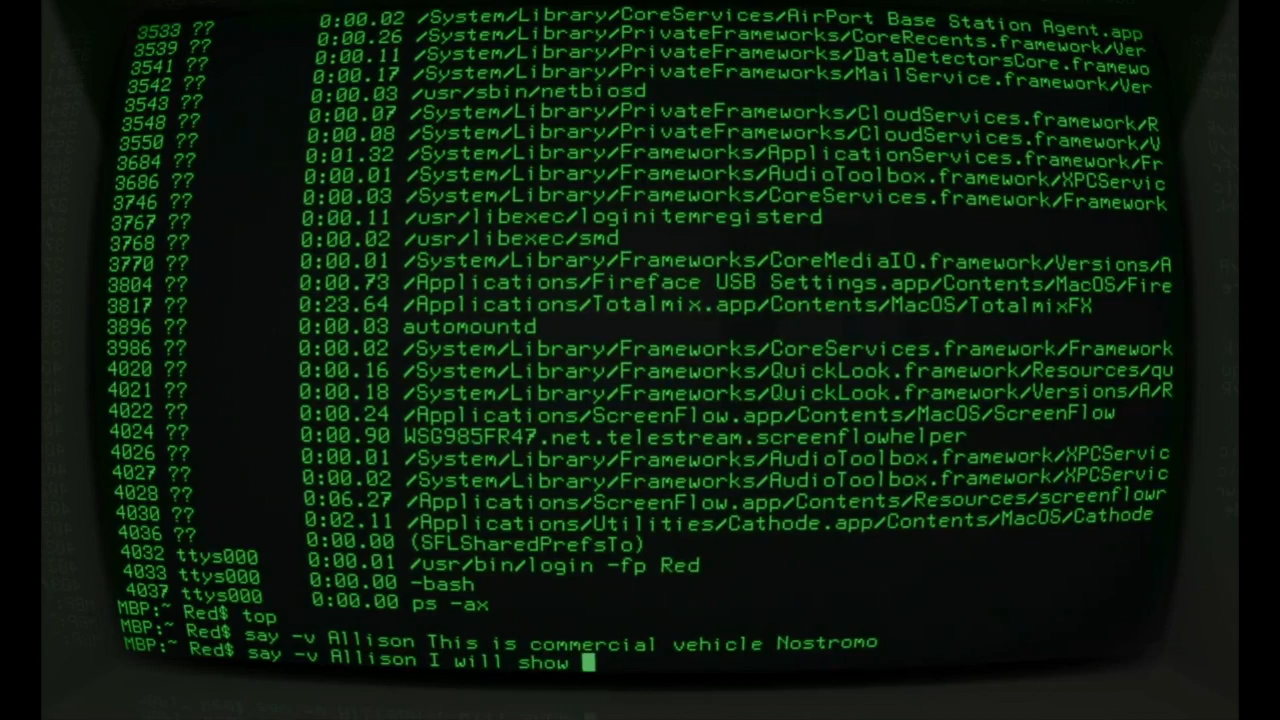 3533 ?? 0:00.02 /System/Library/CoreServices/AirPort Base Station Agent.app
3539 ?? 0:00.26 /System/Library/PrivateFrameworks/CoreRecents.framework/Ver
3541 ?? 0:00.11 /System/Library/PrivateFrameworks/DataDetectorsCore.framewo
3542 ?? 0:00.17 /System/Library/PrivateFrameworks/MailService.framework/Ver
3543 ?? 0:00.03 /usr/sbin/netbiosd
3548 ?? 0:00.07 /System/Library/PrivateFrameworks/CloudServices.framework/R
3550 ?? 0:00.08 /System/Library/PrivateFrameworks/CloudServices.framework/V
3684 ?? 0:01.32 /System/Library/Frameworks/ApplicationServices.framework/Fr
3686 ?? 0:00.01 /System/Library/Frameworks/AudioToolbox.framework/XPCServic
3746 ?? 0:00.03 /System/Library/Frameworks/CoreServices.framework/Framework
3767 ?? 0:00.11 /usr/libexec/loginitemregisterd
3768 ?? 0:00.02 /usr/libexec/smd
3770 ?? 0:00.01 /System/Library/Frameworks/CoreMediaIO.framework/Versions/A
3804 ?? 0:00.73 /Applications/Fireface USB Settings.app/Contents/MacOS/Fire
3817 ?? 0:23.64 /Applications/Totalmix.app/Contents/MacOS/TotalmixFX
3896 ?? 0:00.03 automountd
3986 ?? 0:00.02 /System/Library/Frameworks/CoreServices.framework/Framework
4020 ?? 0:00.16 /System/Library/Frameworks/QuickLook.framework/Resources/qu
4021 ?? 0:00.18 /System/Library/Frameworks/QuickLook.framework/Versions/A/R
4022 ?? 0:00.24 /Applications/ScreenFlow.app/Contents/MacOS/ScreenFlow
4024 ?? 0:00.90 WSG985FR47.net.telestream.screenflowhelper
4026 ?? 0:00.01 /System/Library/Frameworks/AudioToolbox.framework/XPCServic
4027 ?? 0:00.02 /System/Library/Frameworks/AudioToolbox.framework/XPCServic
4028 ?? 0:06.27 /Applications/ScreenFlow.app/Contents/Resources/screenflowr
4030 ?? 0:02.11 /Applications/Utilities/Cathode.app/Contents/MacOS/Cathode
4036 ?? 0:00.00 (SFLSharedPrefsTo)
4032 ttys000 0:00.01 /usr/bin/login -fp Red
4033 ttys000 0:00.00 -bash
4037 ttys000 0:00.00 ps -ax
MBP:~ Red$ top
MBP:~ Red$ say -v Allison This is commercial vehicle Nostromo
MBP:~ Red$ say -v Allison I will show